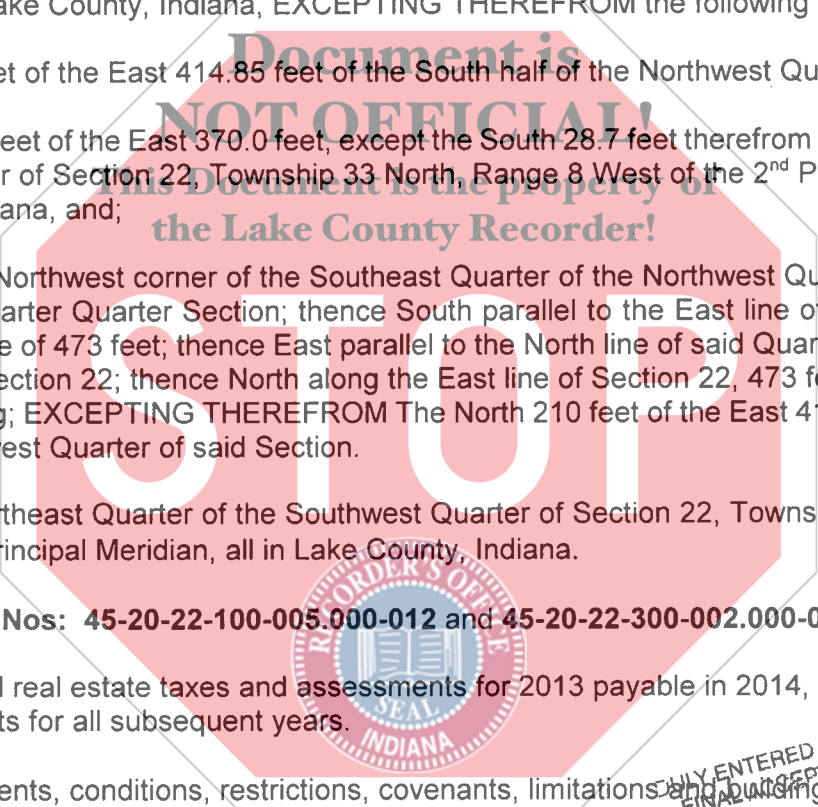 ake County, Indiana, EXCEPTING THEREFROM the following
Document is
et of the East 414.85 feet of the South half of the Northwest Qu
NOT OFFICIAL!
eet of the East 370.0 feet, except the South 28.7 feet therefrom
r of Section 22, Township 33 North, Range 8 West of the 2nd P
This Document is the property of
ana, and;
the Lake County Recorder!
Northwest corner of the Southeast Quarter of the Northwest Qu
arter Quarter Section; thence South parallel to the East line o
e of 473 feet; thence East parallel to the North line of said Quar
ection 22; thence North along the East line of Section 22, 473 f
g; EXCEPTING THEREFROM The North 210 feet of the East 41
est Quarter of said Section.
STOP
theast Quarter of the Southwest Quarter of Section 22, Towns
rincipal Meridian, all in Lake County, Indiana.
RECORDER'S OFFICE
Nos: 45-20-22-100-005.000-012 and 45-20-22-300-002.000-0
l real estate taxes and assessments for 2013 payable in 2014,
SEAL
ts for all subsequent years.
INDIANA
DULY ENTERED
ents, conditions, restrictions, covenants, limitations and building